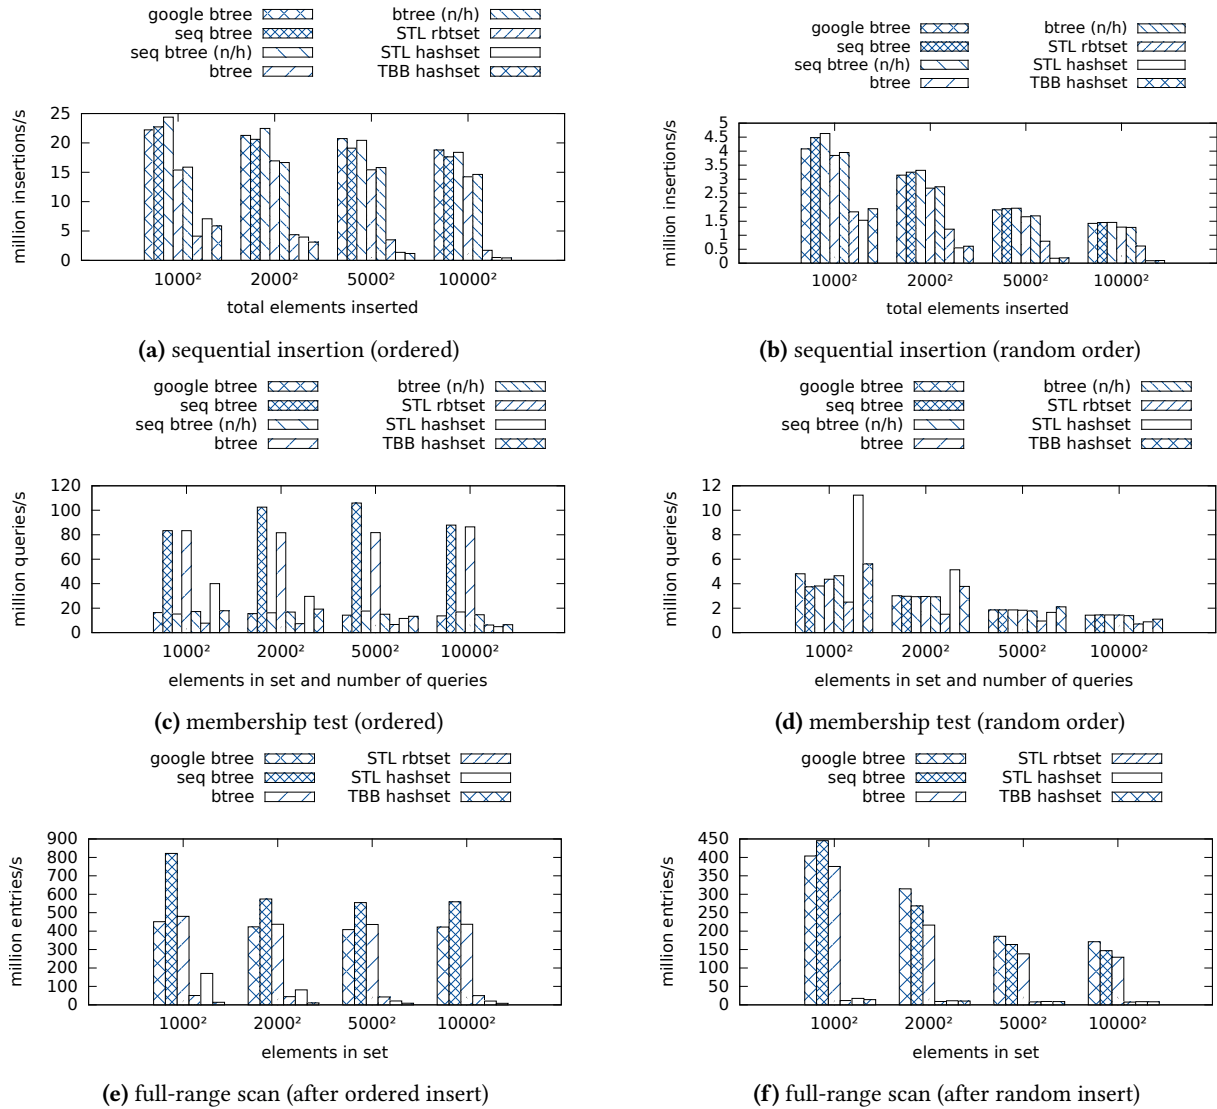 google btree
seq btree
seq btree (n/h)
btree
btree (n/h)
STL rbtset
STL hashset
TBB hashset
million insertions/s
25
20
15
10
5
0
1000² 2000² 5000² 10000²
total elements inserted
(a) sequential insertion (ordered)
google btree
seq btree
seq btree (n/h)
btree
btree (n/h)
STL rbtset
STL hashset
TBB hashset
million insertions/s
5
4.5
3.5
2.5
1.5
0.5
0
1000² 2000² 5000² 10000²
total elements inserted
(b) sequential insertion (random order)
google btree
seq btree
seq btree (n/h)
btree
btree (n/h)
STL rbtset
STL hashset
TBB hashset
million queries/s
120
100
80
60
40
20
0
1000² 2000² 5000² 10000²
elements in set and number of queries
(c) membership test (ordered)
google btree
seq btree
seq btree (n/h)
btree
btree (n/h)
STL rbtset
STL hashset
TBB hashset
million queries/s
12
10
8
6
4
2
0
1000² 2000² 5000² 10000²
elements in set and number of queries
(d) membership test (random order)
google btree
seq btree
btree
STL rbtset
STL hashset
TBB hashset
million entries/s
900
800
700
600
500
400
300
200
100
0
1000² 2000² 5000² 10000²
elements in set
(e) full-range scan (after ordered insert)
google btree
seq btree
btree
STL rbtset
STL hashset
TBB hashset
million entries/s
450
400
350
300
250
200
150
100
50
0
1000² 2000² 5000² 10000²
elements in set
(f) full-range scan (after random insert)